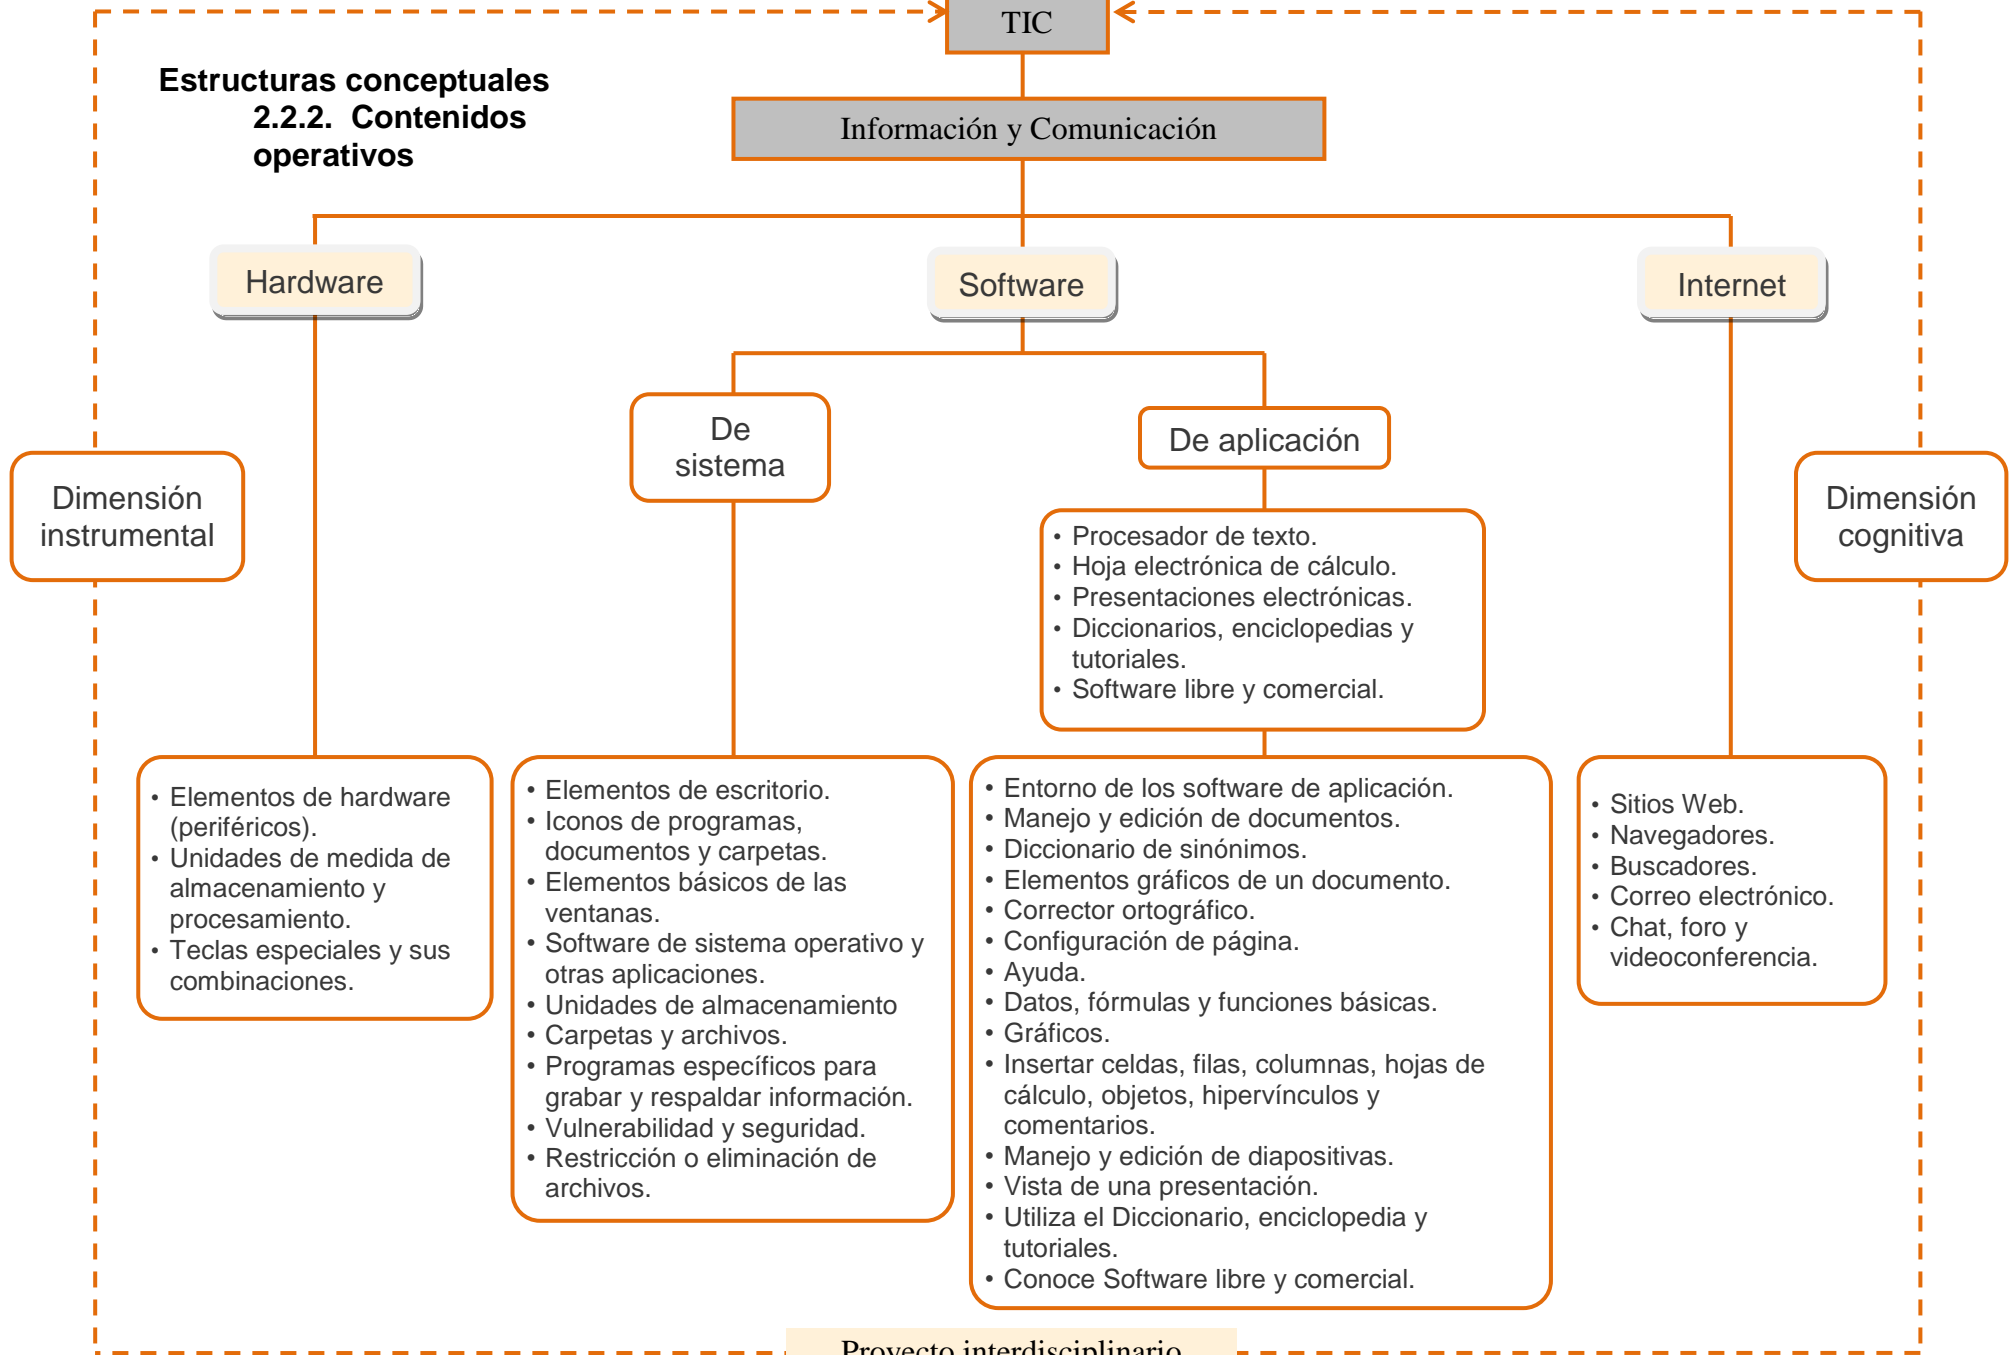 TIC
Estructuras conceptuales
2.2.2. Contenidos
operativos
Información y Comunicación
Hardware
Software
Internet
De
sistema
De aplicación
Dimensión
instrumental
Dimensión
cognitiva
• Procesador de texto.
• Hoja electrónica de cálculo.
• Presentaciones electrónicas.
• Diccionarios, enciclopedias y
tutoriales.
• Software libre y comercial.
• Elementos de hardware
(periféricos).
• Unidades de medida de
almacenamiento y
procesamiento.
• Teclas especiales y sus
combinaciones.
• Elementos de escritorio.
• Iconos de programas,
documentos y carpetas.
• Elementos básicos de las
ventanas.
• Software de sistema operativo y
otras aplicaciones.
• Unidades de almacenamiento
• Carpetas y archivos.
• Programas específicos para
grabar y respaldar información.
• Vulnerabilidad y seguridad.
• Restricción o eliminación de
archivos.
• Entorno de los software de aplicación.
• Manejo y edición de documentos.
• Diccionario de sinónimos.
• Elementos gráficos de un documento.
• Corrector ortográfico.
• Configuración de página.
• Ayuda.
• Datos, fórmulas y funciones básicas.
• Gráficos.
• Insertar celdas, filas, columnas, hojas de
cálculo, objetos, hipervínculos y
comentarios.
• Manejo y edición de diapositivas.
• Vista de una presentación.
• Utiliza el Diccionario, enciclopedia y
tutoriales.
• Conoce Software libre y comercial.
• Sitios Web.
• Navegadores.
• Buscadores.
• Correo electrónico.
• Chat, foro y
videoconferencia.
Proyecto interdisciplinario